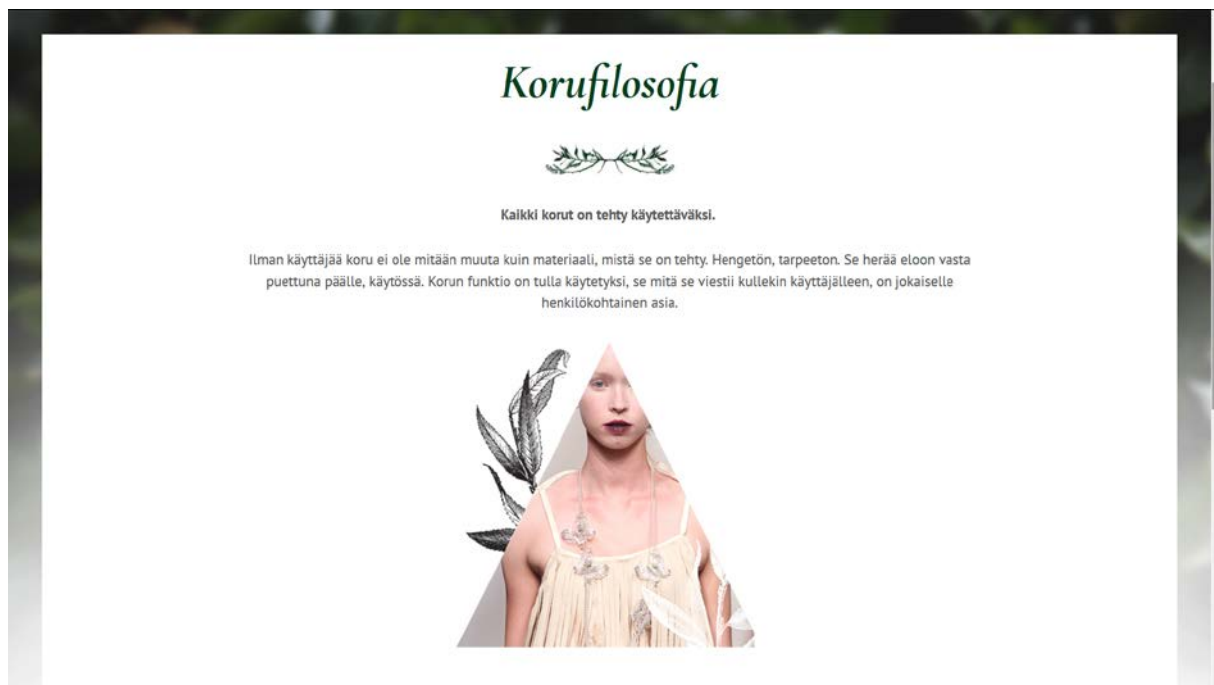 Korufilosofia
Kaikki korut on tehty käytettäväksi.
Ilman käyttäjää koru ei ole mitään muuta kuin materiaali, mistä se on tehty. Hengetön, tarpeeton. Se herää eloon vasta
puettuna päälle, käytössä. Korun funktio on tulla käytetyksi, se mitä se viestii kullekin käyttäjälleen, on jokaiselle
henkilökohtainen asia.